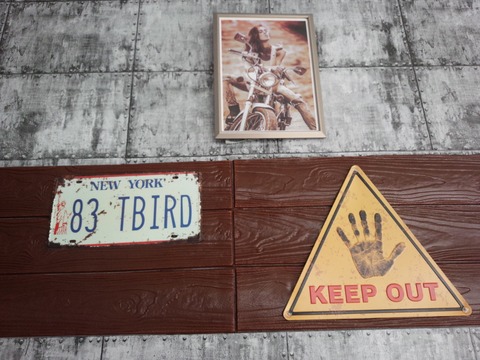 NEW YORK
83 TBIRD
KEEP OUT